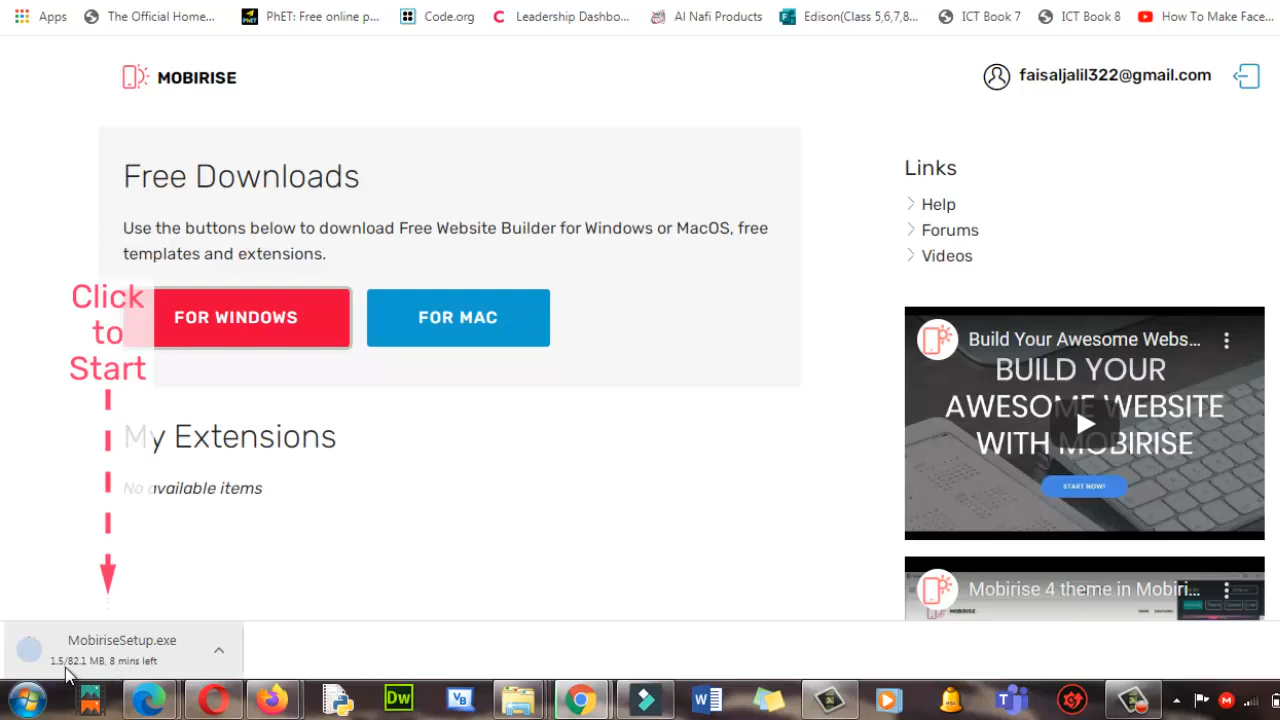 Apps
The Official Home...
PhET: Free online p...
Code.org
Leadership Dashbo...
Al Nafi Products
Edison(Class 5,6,7,8...
ICT Book 7
ICT Book 8
How To Make Face...
MOBIRISE
faisaljalil322@gmail.com
Free Downloads
Use the buttons below to download Free Website Builder for Windows or MacOS, free
templates and extensions.
Click
to
Start
FOR WINDOWS
FOR MAC
My Extensions
No available items
Links
Help
Forums
Videos
Build Your Awesome Webs...
BUILD YOUR
AWESOME WEBSITE
WITH MOBIRISE
START NOW!
Mobirise 4 theme in Mobiri...
MOBIRISE
MobiriseSetup.exe
1.5/82.1 MB, 8 mins left